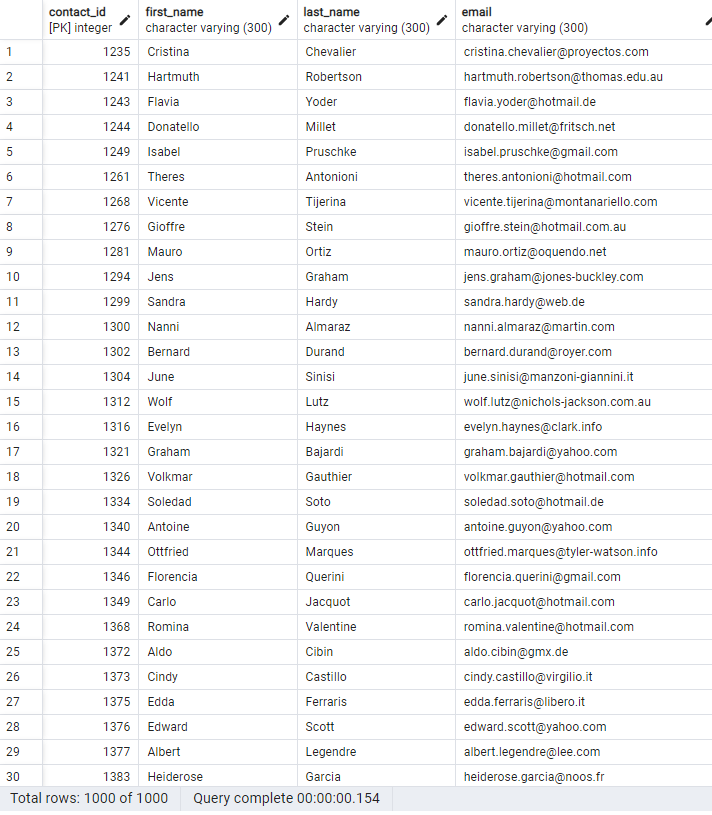 contact_id first_name last_name email
[PK] integer character varying (300) character varying (300) character varying (300)
1 1235 Cristina Chevalier cristina.chevalier@proyectos.com
2 1241 Hartmuth Robertson hartmuth.robertson@thomas.edu.au
3 1243 Flavia Yoder flavia.yoder@hotmail.de
4 1244 Donatello Millet donatello.millet@fritsch.net
5 1249 Isabel Pruschke isabel.pruschke@gmail.com
6 1261 Theres Antonioni theres.antonioni@hotmail.com
7 1268 Vicente Tijerina vicente.tijerina@montanariello.com
8 1276 Gioffre Stein gioffre.stein@hotmail.com.au
9 1281 Mauro Ortiz mauro.ortiz@oquendo.net
10 1294 Jens Graham jens.graham@jones-buckley.com
11 1299 Sandra Hardy sandra.hardy@web.de
12 1300 Nanni Almaraz nanni.almaraz@martin.com
13 1302 Bernard Durand bernard.durand@royer.com
14 1304 June Sinisi june.sinisi@manzoni-giannini.it
15 1312 Wolf Lutz wolf.lutz@nichols-jackson.com.au
16 1316 Evelyn Haynes evelyn.haynes@clark.info
17 1321 Graham Bajardi graham.bajardi@yahoo.com
18 1326 Volkmar Gauthier volkmar.gauthier@hotmail.com
19 1334 Soledad Soto soledad.soto@hotmail.de
20 1340 Antoine Guyon antoine.guyon@yahoo.com
21 1344 Ottfried Marques ottfried.marques@tyler-watson.info
22 1346 Florencia Querini florencia.querini@gmail.com
23 1349 Carlo Jacquot carlo.jacquot@hotmail.com
24 1368 Romina Valentine romina.valentine@hotmail.com
25 1372 Aldo Cibin aldo.cibin@gmx.de
26 1373 Cindy Castillo cindy.castillo@virgilio.it
27 1375 Edda Ferraris edda.ferraris@libero.it
28 1376 Edward Scott edward.scott@yahoo.com
29 1377 Albert Legendre albert.legendre@lee.com
30 1383 Heiderose Garcia heiderose.garcia@noos.fr
Total rows: 1000 of 1000 Query complete 00:00:00.154